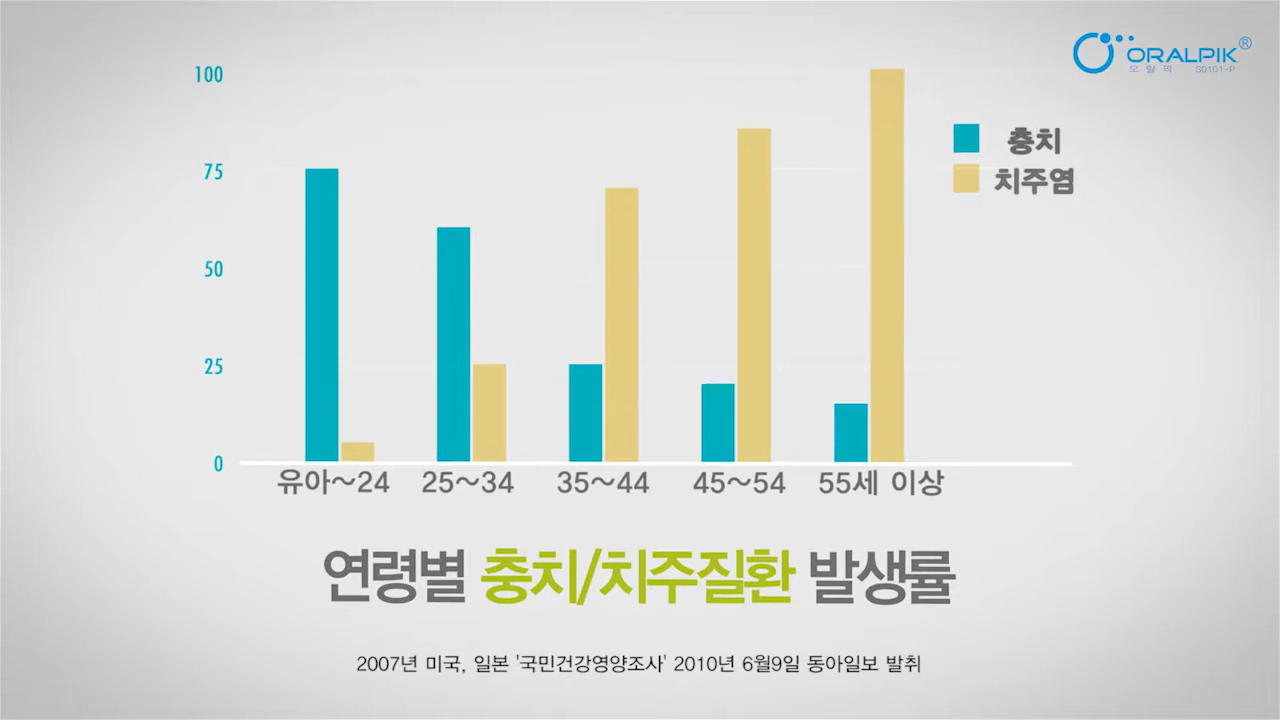 ORALPIK®
오랄픽 S0101-P
100
75
50
25
0
충치
치주염
유아~24
25~34
35~44
45~54
55세 이상
연령별 충치/치주질환 발생률
2007년 미국, 일본 '국민건강영양조사' 2010년 6월9일 동아일보 발취